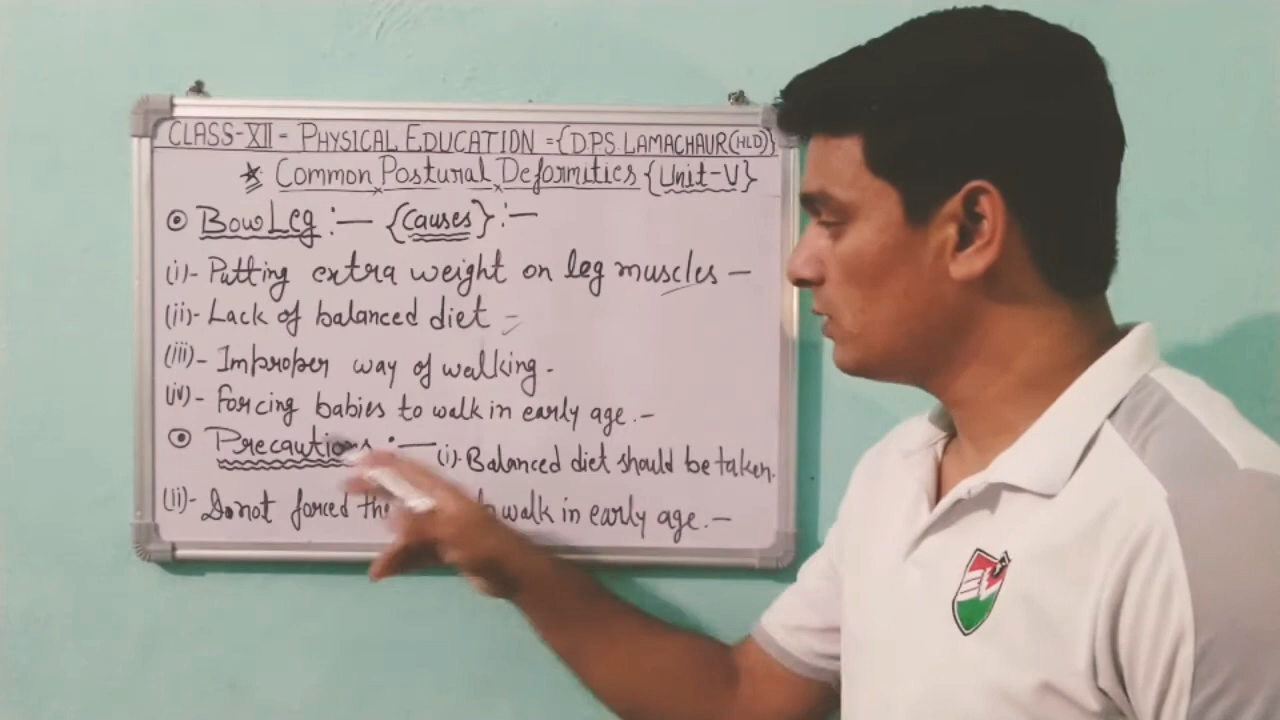 CLASS-XII - PHYSICAL EDUCATION = {D.P.S. LAMACHAUR(HLD)}
Common Postural Deformities {Unit-V}
Bow Leg :— {Causes} :—
(i)- Putting extra weight on leg muscles —
(ii)- Lack of balanced diet -
(iii)- Improper way of walking -
(iv)- Forcing babies to walk in early age. -
Precautions :— (i)- Balanced diet should be taken.
(ii)- Do not forced walk in early age. -